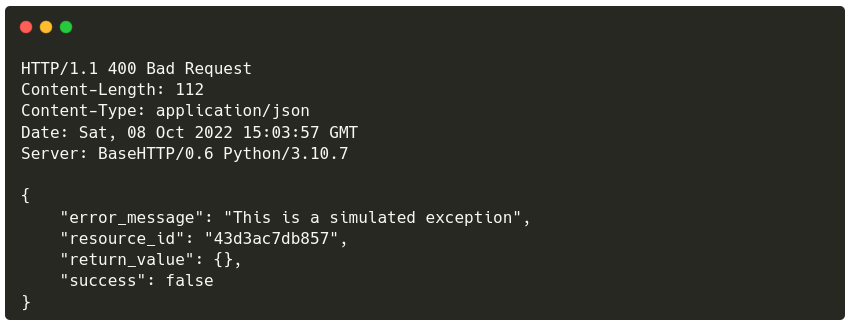 HTTP/1.1 400 Bad Request
Content-Length: 112
Content-Type: application/json
Date: Sat, 08 Oct 2022 15:03:57 GMT
Server: BaseHTTP/0.6 Python/3.10.7

{
    "error_message": "This is a simulated exception",
    "resource_id": "43d3ac7db857",
    "return_value": {},
    "success": false
}